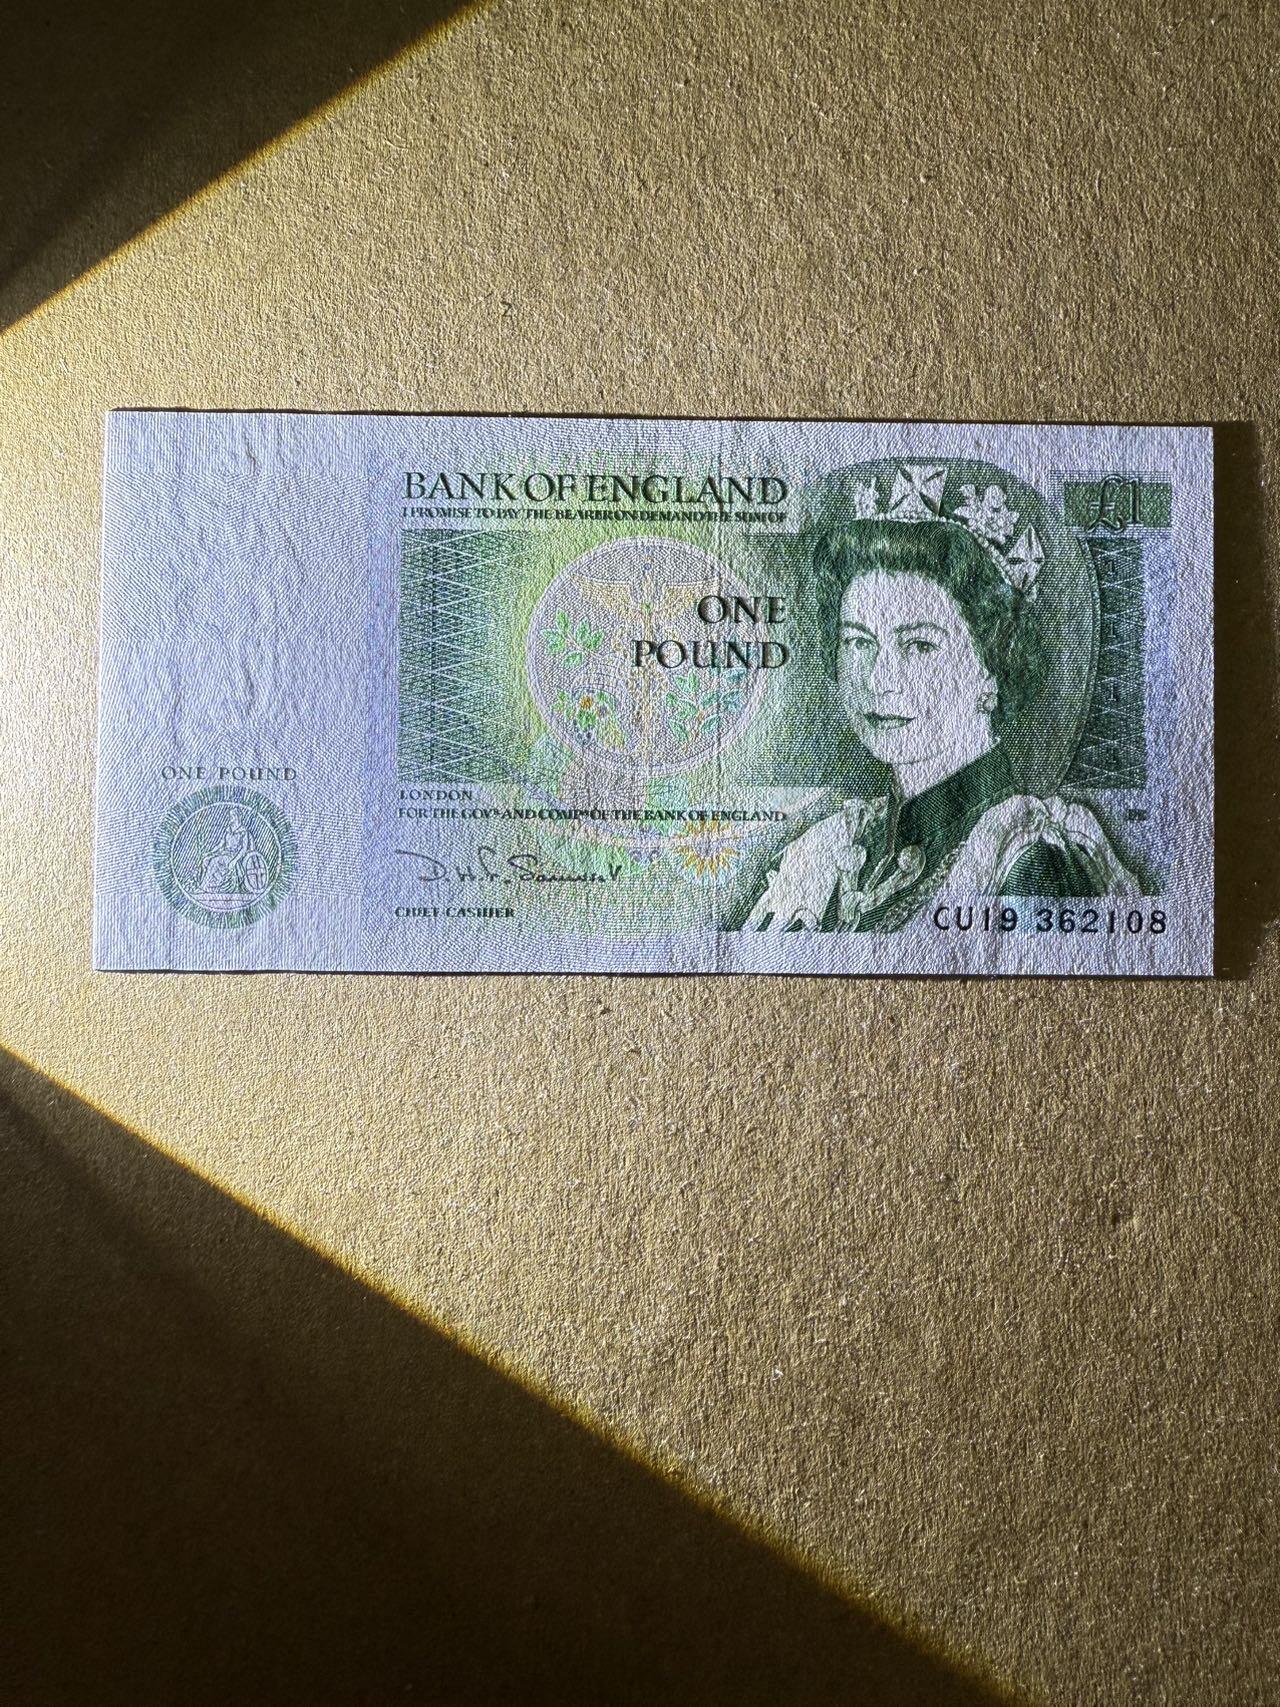 BANK OF ENGLAND
I PROMISE TO PAY THE BEARER ON DEMAND THE SUM OF
£1
ONE
POUND
ONE POUND
LONDON
FOR THE GOVR AND COMPA OF THE BANK OF ENGLAND
D.H.F. Somerset
CHIEF CASHIER
CU19 362108